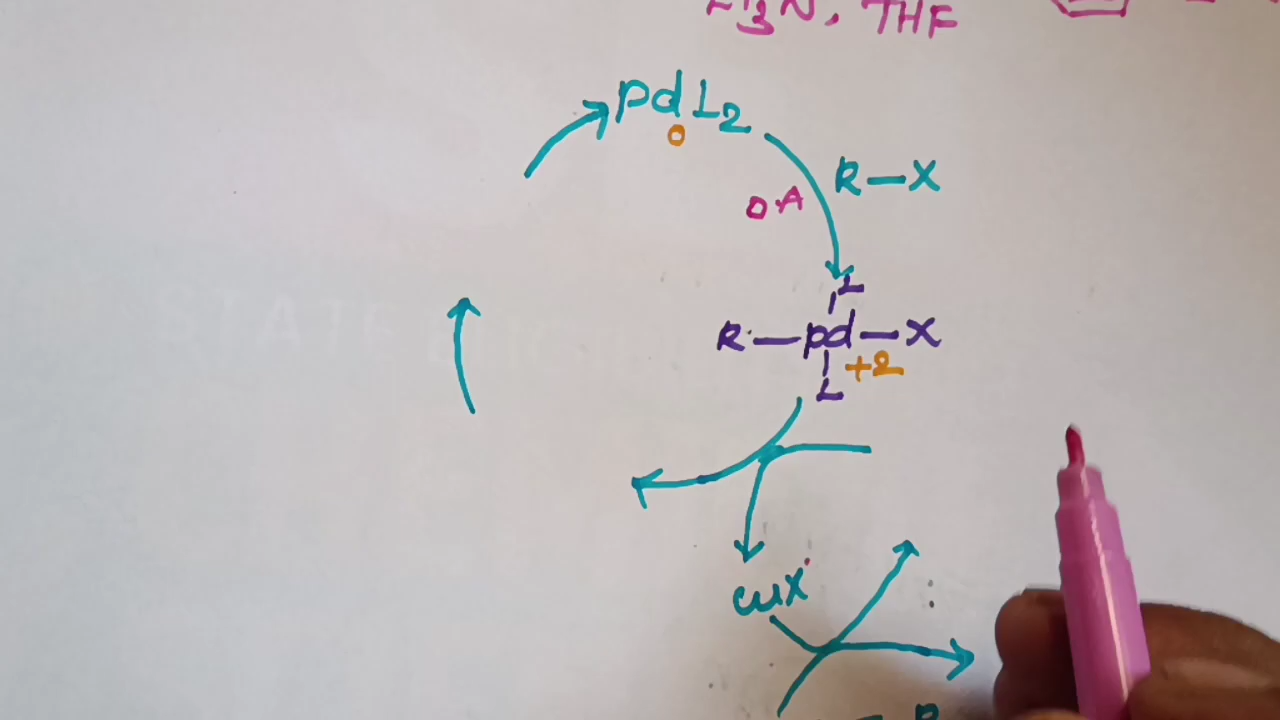 Et3N, THF
pdL2
0
R-X
O.A
L
R-pd-X
+2
L
cuX
R